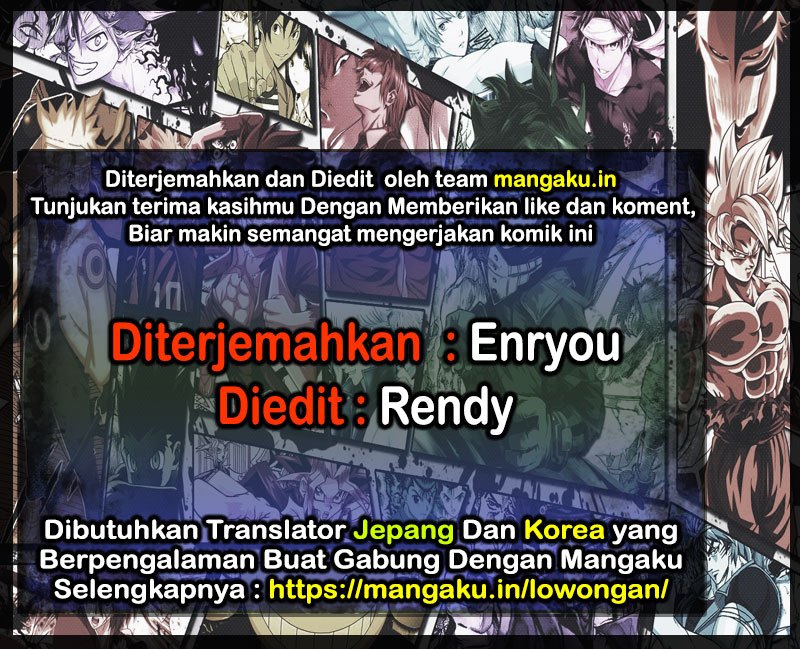 Diterjemahkan dan Diedit oleh team mangaku.in
Tunjukan terima kasihmu Dengan Memberikan like dan koment,
Biar makin semangat mengerjakan komik ini
Diterjemahkan : Enryou
Diedit : Rendy
Dibutuhkan Translator Jepang Dan Korea yang
Berpengalaman Buat Gabung Dengan Mangaku
Selengkapnya : https://mangaku.in/lowongan/